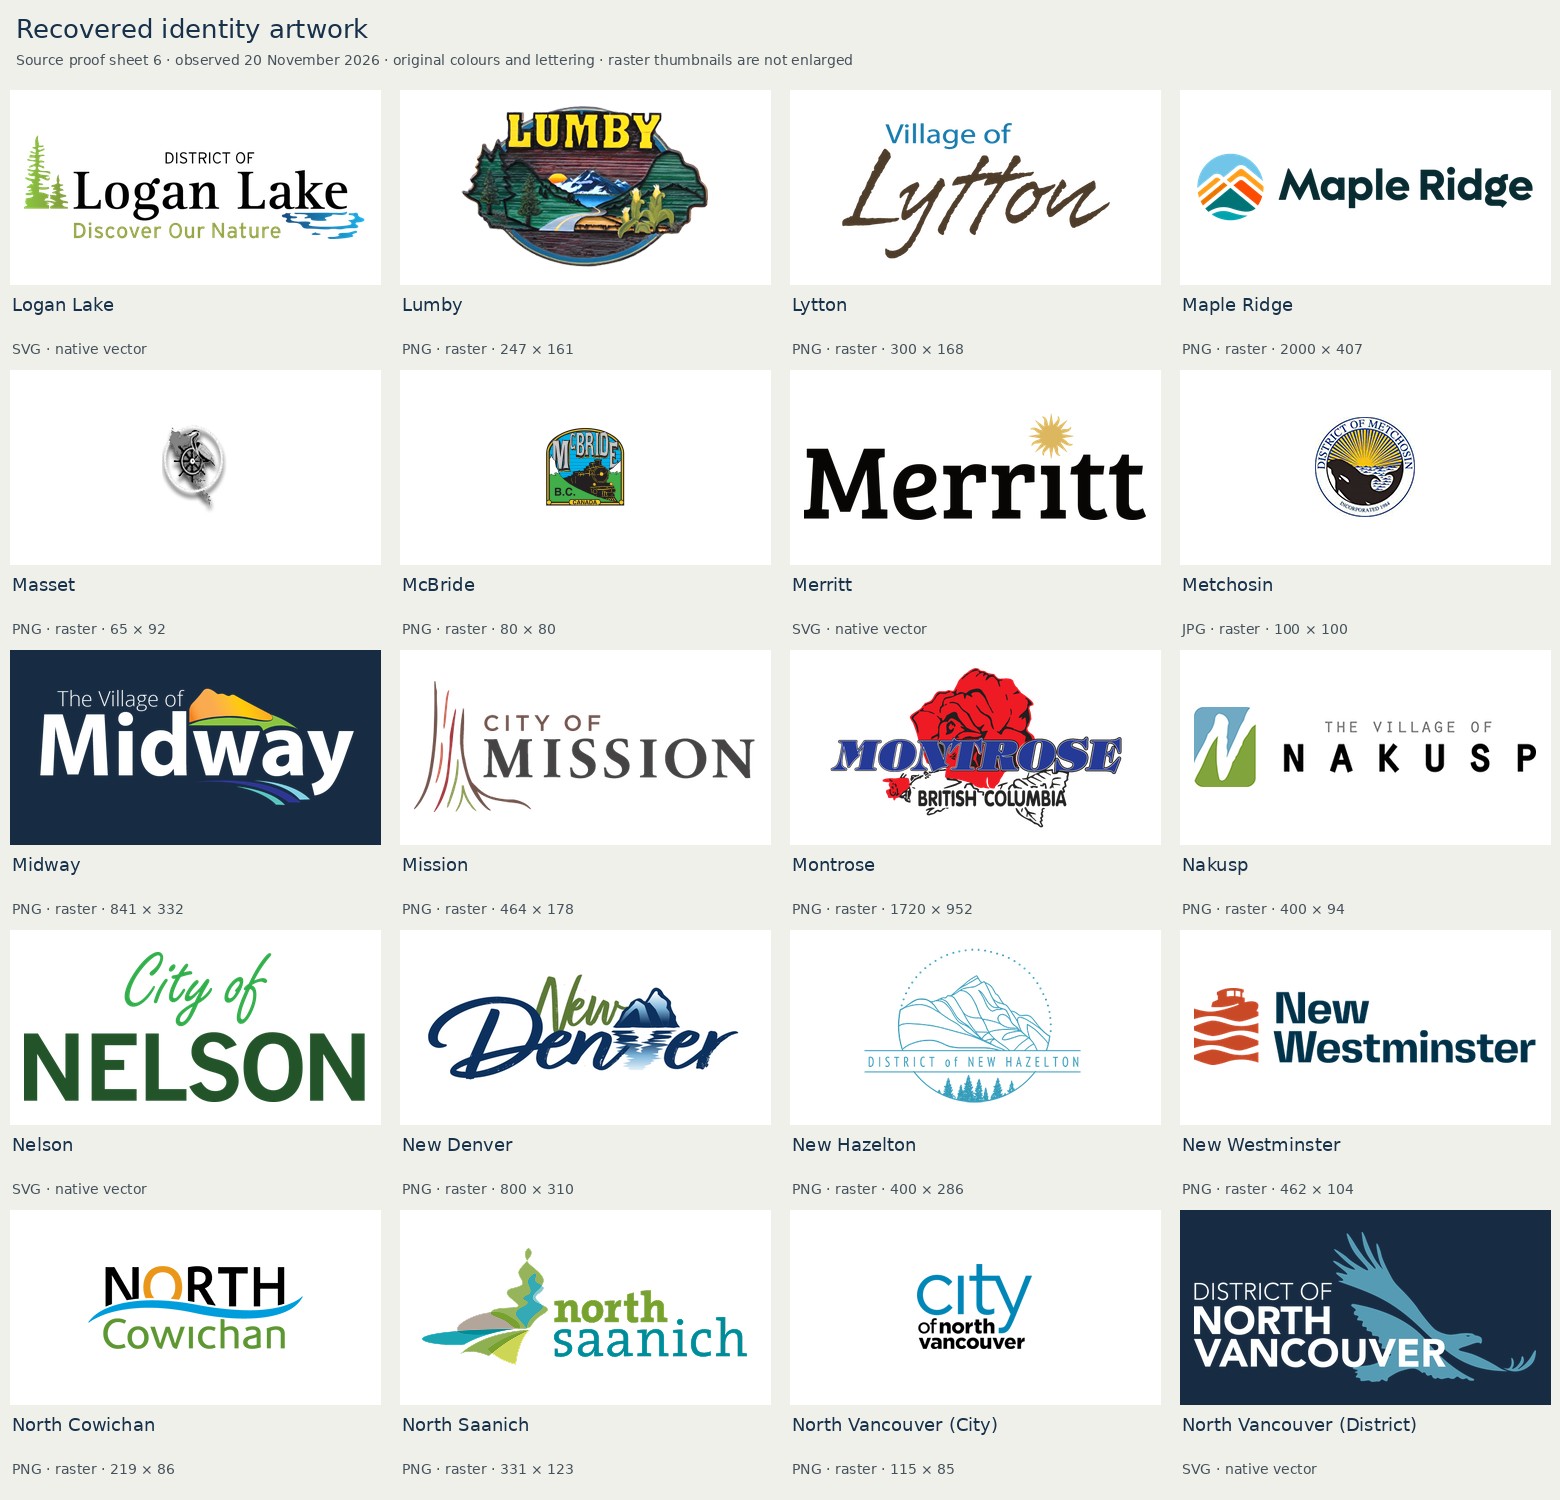 Recovered identity artwork
Source proof sheet 6 · observed 20 November 2026 · original colours and lettering · raster thumbnails are not enlarged
DISTRICT OF
Logan Lake
Discover Our Nature
LUMBY
Village of
Lytton
Maple Ridge
Logan Lake
Lumby
Lytton
Maple Ridge
SVG · native vector
PNG · raster · 247 × 161
PNG · raster · 300 × 168
PNG · raster · 2000 × 407
McBRIDE
B.C.
CANADA
Merritt
DISTRICT OF METCHOSIN
INCORPORATED 1984
Masset
McBride
Merritt
Metchosin
PNG · raster · 65 × 92
PNG · raster · 80 × 80
SVG · native vector
JPG · raster · 100 × 100
The Village of
Midway
CITY OF
MISSION
MONTROSE
BRITISH COLUMBIA
THE VILLAGE OF
NAKUSP
Midway
Mission
Montrose
Nakusp
PNG · raster · 841 × 332
PNG · raster · 464 × 178
PNG · raster · 1720 × 952
PNG · raster · 400 × 94
City of
NELSON
New
Denver
DISTRICT of NEW HAZELTON
New
Westminster
Nelson
New Denver
New Hazelton
New Westminster
SVG · native vector
PNG · raster · 800 × 310
PNG · raster · 400 × 286
PNG · raster · 462 × 104
NORTH
Cowichan
north
saanich
city
of north
vancouver
DISTRICT OF
NORTH
VANCOUVER
North Cowichan
North Saanich
North Vancouver (City)
North Vancouver (District)
PNG · raster · 219 × 86
PNG · raster · 331 × 123
PNG · raster · 115 × 85
SVG · native vector